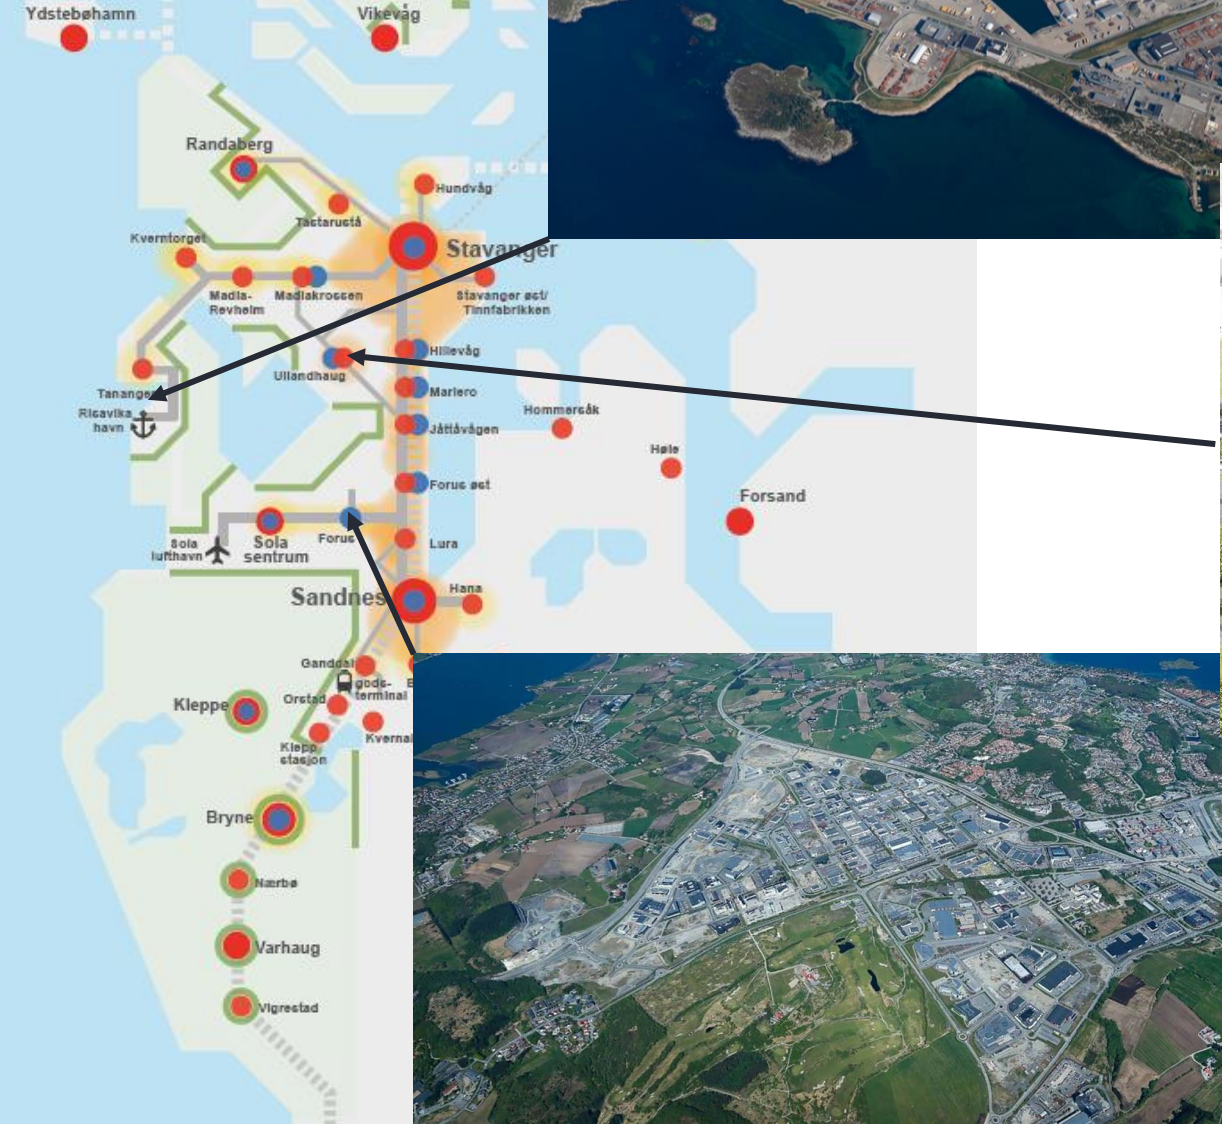 Ydstebøhamn
Vikevåg
Randaberg
Hundvåg
Tastarustå
Kverntorget
Stavanger
Madla-
Revheim
Madlakrossen
Stavanger øst/
Tinnfabrikken
Hillevåg
Ullandhaug
Mariero
Tananger
Hommersåk
Risavika
havn
Jåttåvågen
Høle
Forus øst
Forsand
Sola
lufthavn
Sola
sentrum
Forus
Lura
Sandnes
Hana
Ganddal
gods-
terminal
Orstad
Kleppe
Klepp
stasjon
Bryne
Nærbø
Varhaug
Vigrestad